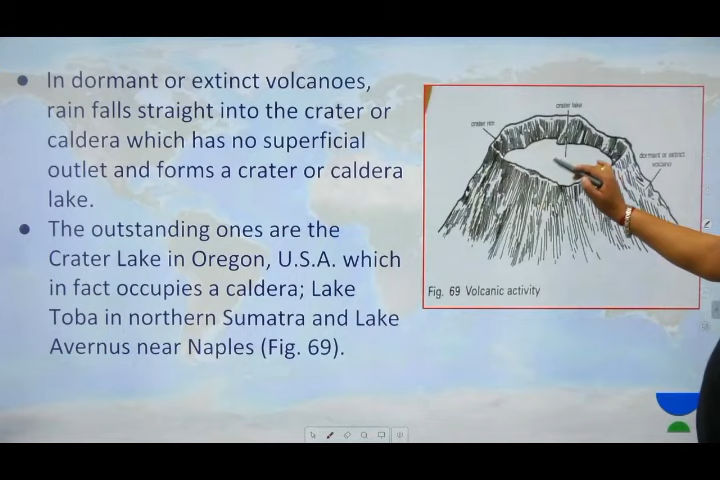 ● In dormant or extinct volcanoes,
rain falls straight into the crater or
caldera which has no superficial
outlet and forms a crater or caldera
lake.
● The outstanding ones are the
Crater Lake in Oregon, U.S.A. which
in fact occupies a caldera; Lake
Toba in northern Sumatra and Lake
Avernus near Naples (Fig. 69).
crater lake
crater rim
dormant or extinct
volcano
Fig. 69 Volcanic activity